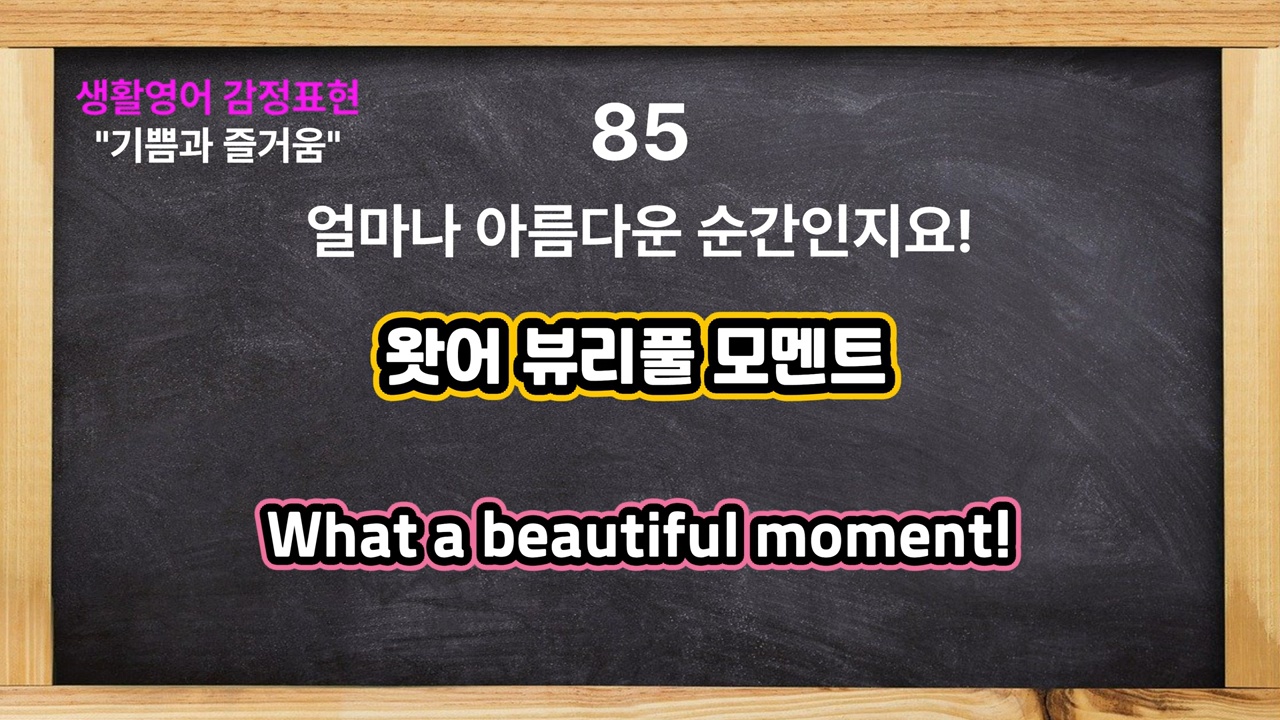 생활영어 감정표현
"기쁨과 즐거움"
85
얼마나 아름다운 순간인지요!
왓어 뷰리풀 모멘트
What a beautiful moment!